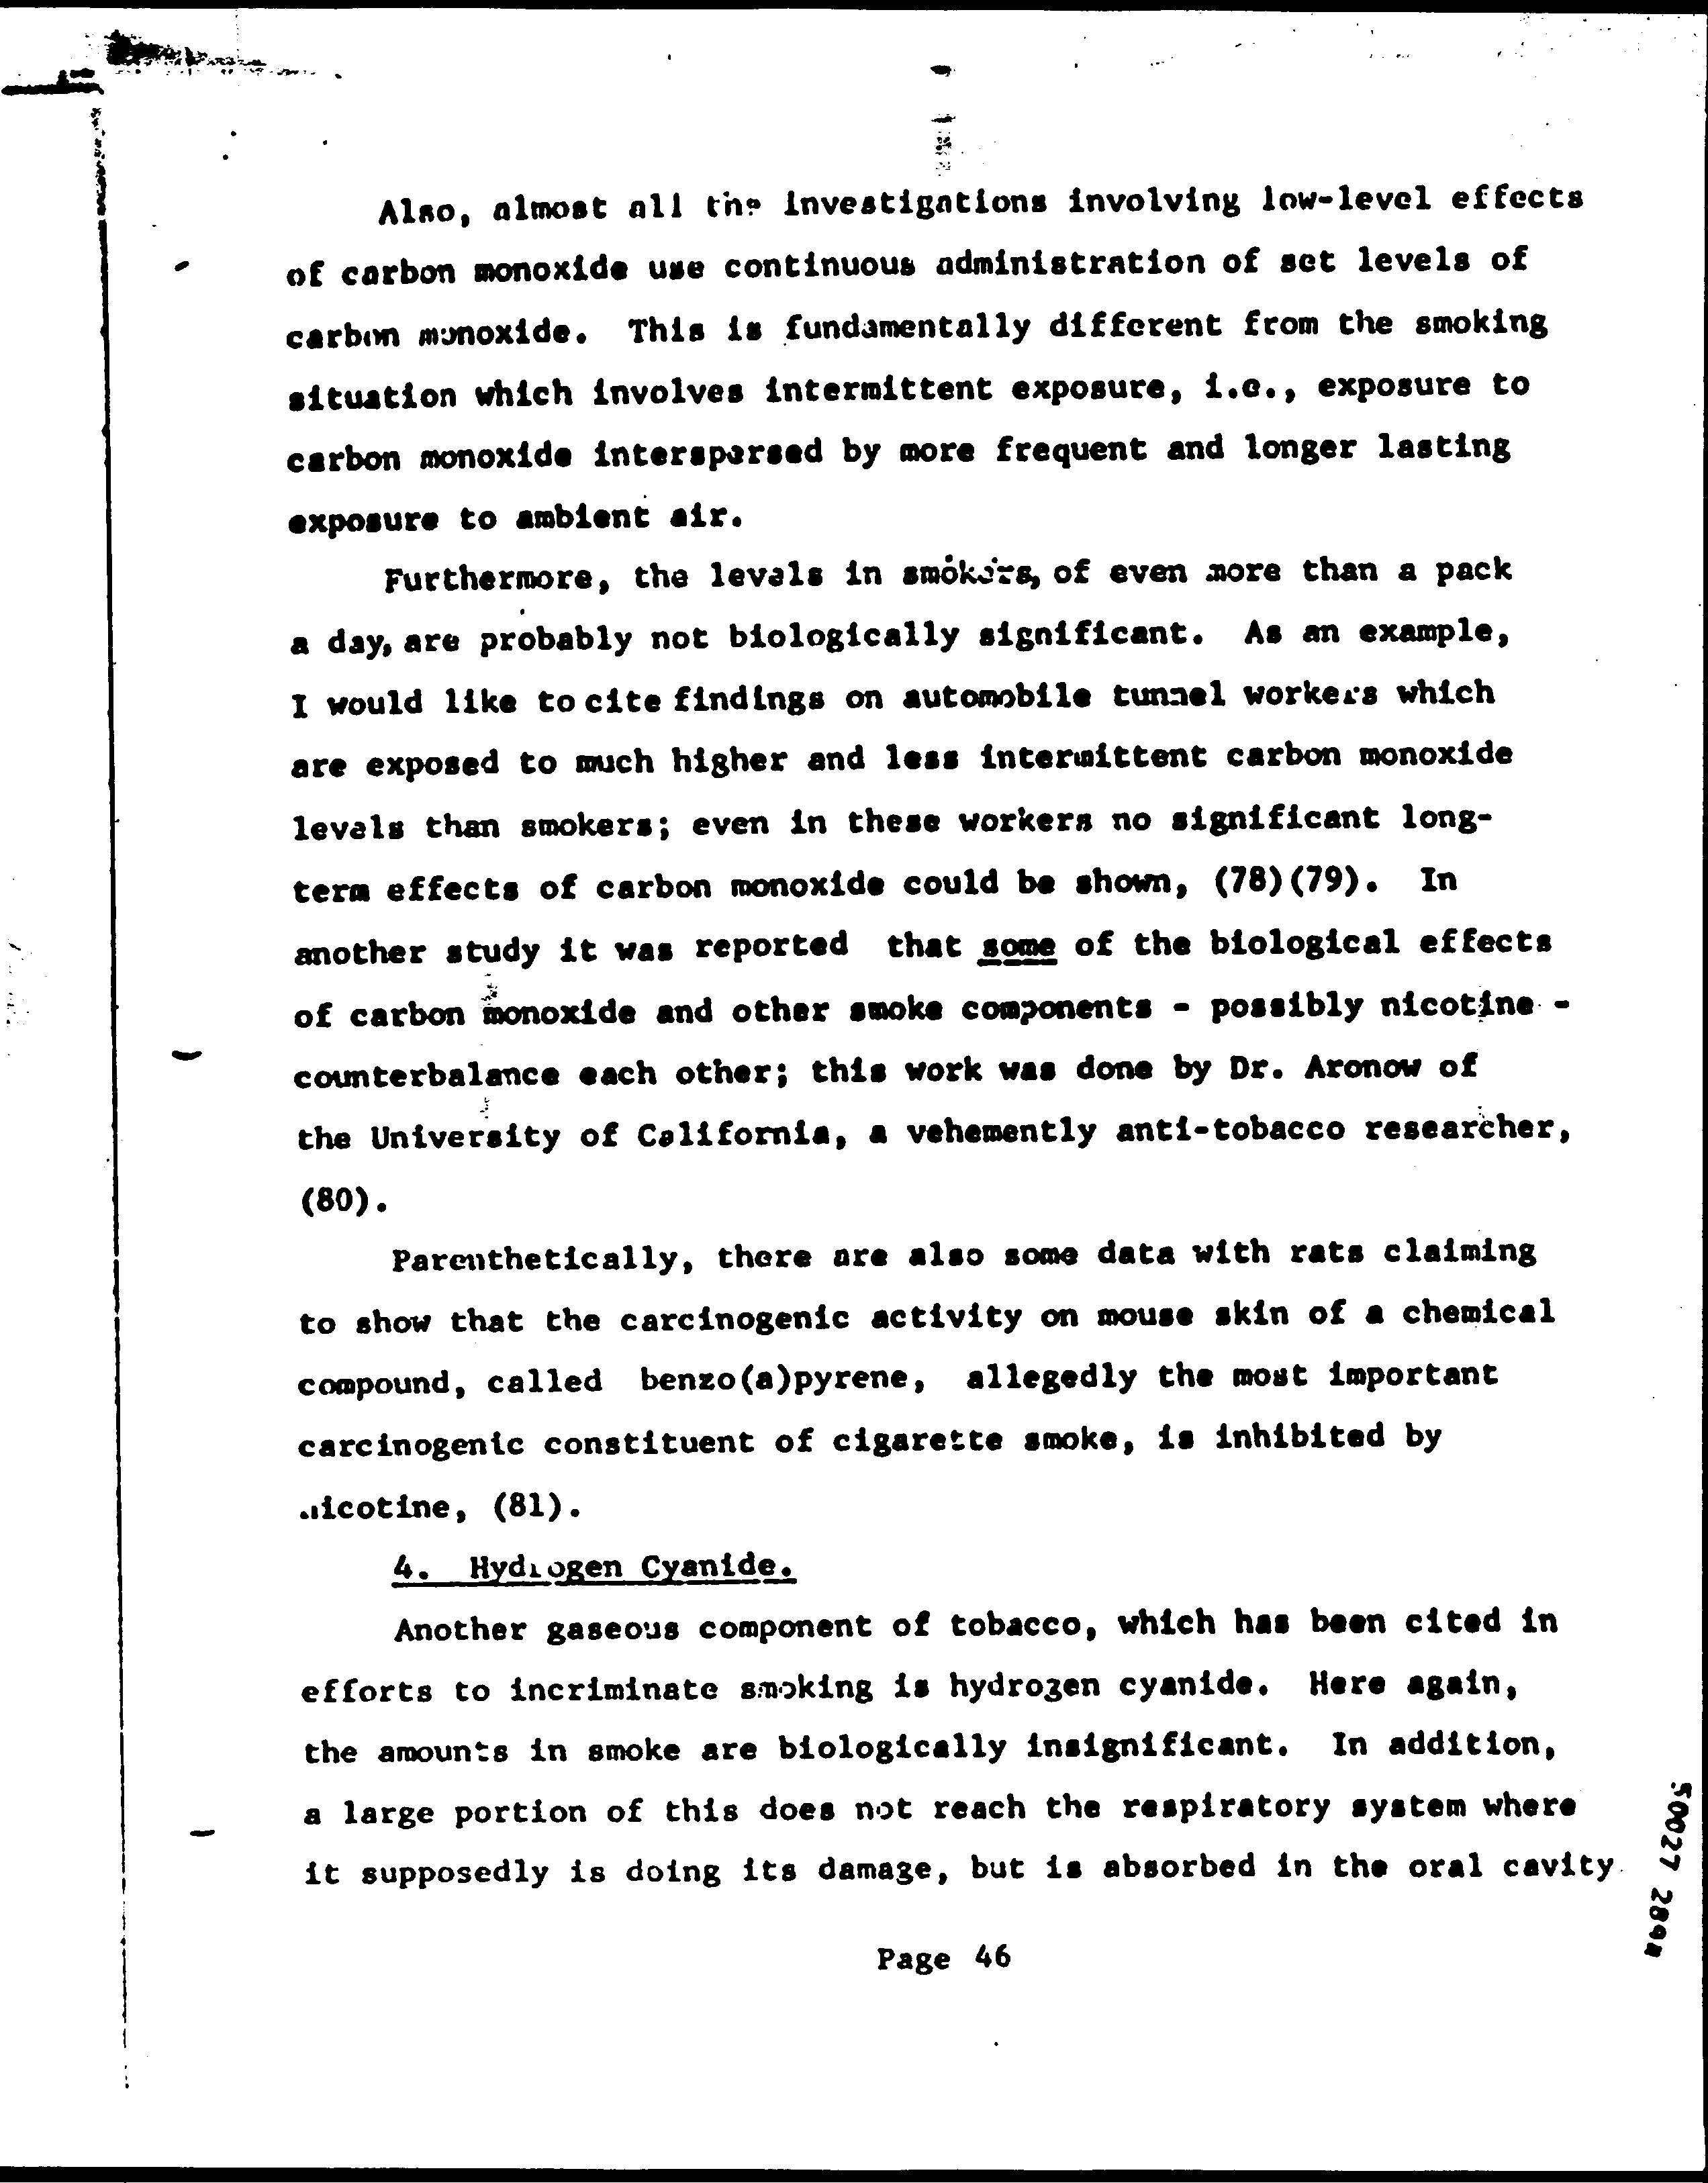 Also, almost all the investigations involving low-level effects
of carbon monoxide use continuous administration of set levels of
carbon monoxide. This is fundamentally different from the smoking
situation which involves intermittent exposure, i.e., exposure to
carbon monoxide interspersed by more frequent and longer lasting
exposure to ambient air.
Furthermore, the levels in smokers, of even more than a pack
a day, are probably not biologically significant. As an example,
I would like to cite findings on automobile tunnel workers which
are exposed to much higher and less intermittent carbon monoxide
levels than smokers; even in these workers no significant long-
term effects of carbon monoxide could be shown, (78)(79). In
another study it was reported that some of the biological effects
of carbon monoxide and other smoke components - possibly nicotine -
counterbalance each other; this work was done by Dr. Aronow of
the University of California, a vehemently anti-tobacco researcher,
(80).
Parenthetically, there are also some data with rats claiming
to show that the carcinogenic activity on mouse skin of a chemical
compound, called benzo(a)pyrene, allegedly the most important
carcinogenic constituent of cigarette smoke, is inhibited by
nicotine, (81).
4. Hydrogen Cyanide.
Another gaseous component of tobacco, which has been cited in
efforts to incriminate smoking is hydrogen cyanide. Here again,
the amounts in smoke are biologically insignificant. In addition,
a large portion of this does not reach the respiratory system where
it supposedly is doing its damage, but is absorbed in the oral cavity
Page 46
50027